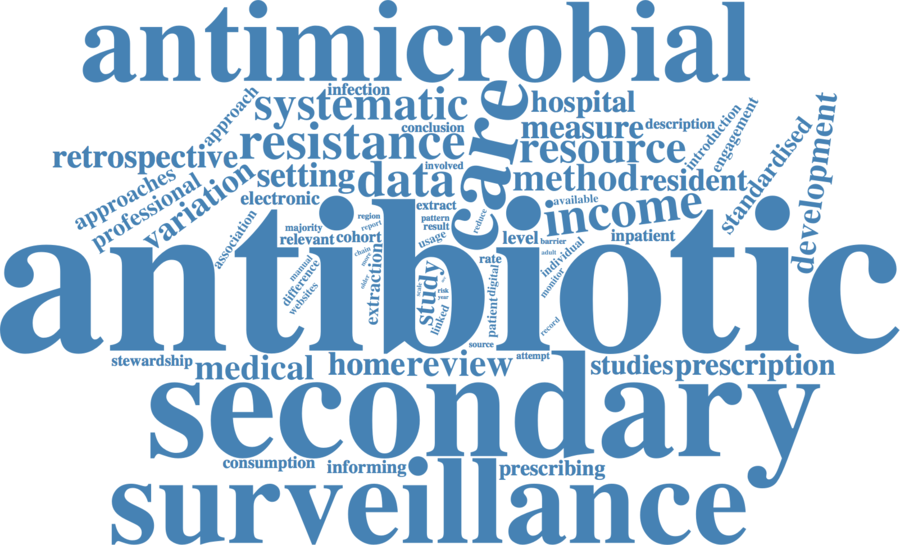 antimicrobial
infection
approach
systematic
care
hospital
conclusion
measure
description
introduction
engagement
retrospective
resistance
resource
standardised
development
involved
approaches
professional
variation
setting
data
method
resident
electronic
extract
available
income
association
majority
region
report
pattern
result
reduce
relevant
cohort
usage
level
barrier
inpatient
antibiotic
chain
adult
individual
manual
difference
websites
older
extraction
study
scale
risk
year
linked
rate
patient
digital
monitor
record
source
stewardship
medical
home
review
attempt
studies
prescription
secondary
consumption
informing
prescribing
surveillance